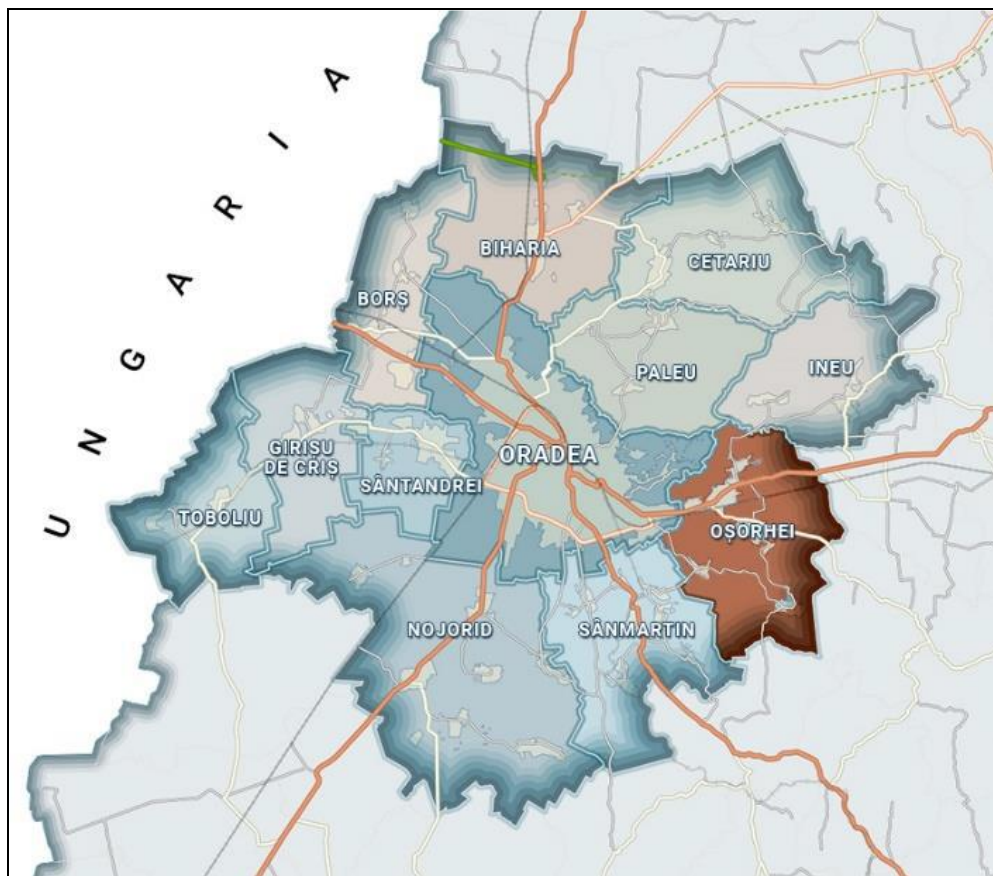 UNGARIA
BIHARIA
CETARIU
BORȘ
PALEU
INEU
GIRIȘU
DE CRIȘ
ORADEA
SÂNTANDREI
TOBOLIU
OȘORHEI
NOJORID
SÂNMARTIN